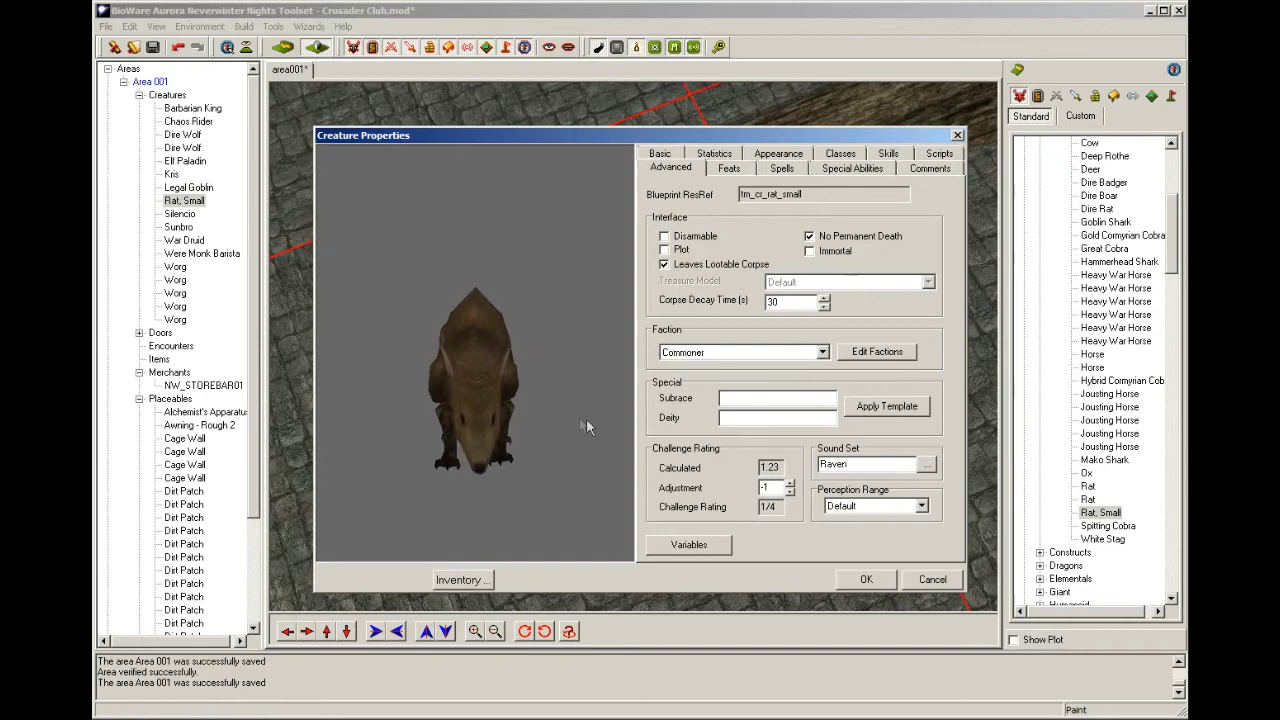 BioWare Aurora Neverwinter Nights Toolset - Crusader Club.mod*
File Edit View Environment Build Tools Wizards Help
area001*
Areas
Area 001
Creatures
Barbarian King
Chaos Rider
Dire Wolf
Dire Wolf
Elf Paladin
Kris
Legal Goblin
Rat, Small
Silencio
Sunbro
War Druid
Were Monk Barista
Worg
Worg
Worg
Worg
Worg
Doors
Encounters
Items
Merchants
NW_STOREBAR01
Placeables
Alchemist's Apparatu
Awning - Rough 2
Cage Wall
Cage Wall
Cage Wall
Cage Wall
Dirt Patch
Dirt Patch
Dirt Patch
Dirt Patch
Dirt Patch
Dirt Patch
Dirt Patch
Dirt Patch
Dirt Patch
Dirt Patch
Dirt Patch
Dirt Patch
Creature Properties
Basic Statistics Appearance Classes Skills Scripts
Advanced Feats Spells Special Abilities Comments
Blueprint ResRef tm_cr_rat_small
Interface
Disarmable No Permanent Death
Plot Immortal
Leaves Lootable Corpse
Treasure Model Default
Corpse Decay Time (s) 30
Faction
Commoner Edit Factions
Special
Subrace
Deity
Apply Template
Challenge Rating
Calculated 1.23
Adjustment -1
Challenge Rating 1/4
Sound Set
Raven ...
Perception Range
Default
Variables
Inventory ... OK Cancel
Standard Custom
Cow
Deep Rothe
Deer
Dire Badger
Dire Boar
Dire Rat
Goblin Shark
Gold Cormyrian Cobra
Great Cobra
Hammerhead Shark
Heavy War Horse
Heavy War Horse
Heavy War Horse
Heavy War Horse
Heavy War Horse
Heavy War Horse
Horse
Horse
Hybrid Cormyrian Cob
Jousting Horse
Jousting Horse
Jousting Horse
Jousting Horse
Jousting Horse
Mako Shark
Ox
Rat
Rat
Rat, Small
Spitting Cobra
White Stag
Constructs
Dragons
Elementals
Giant
Show Plot
The area Area 001 was successfully saved
Area verified successfully.
The area Area 001 was successfully saved
Paint